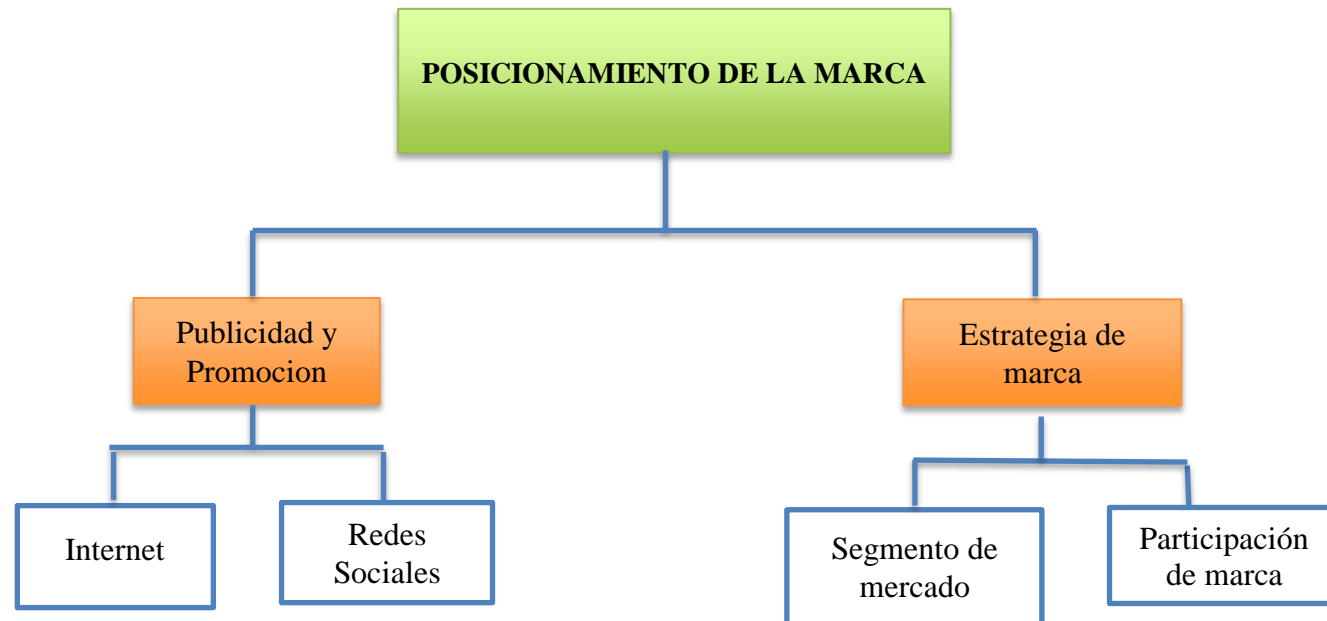 POSICIONAMIENTO DE LA MARCA
Publicidad y
Promocion
Estrategia de
marca
Internet
Redes
Sociales
Segmento de
mercado
Participación
de marca